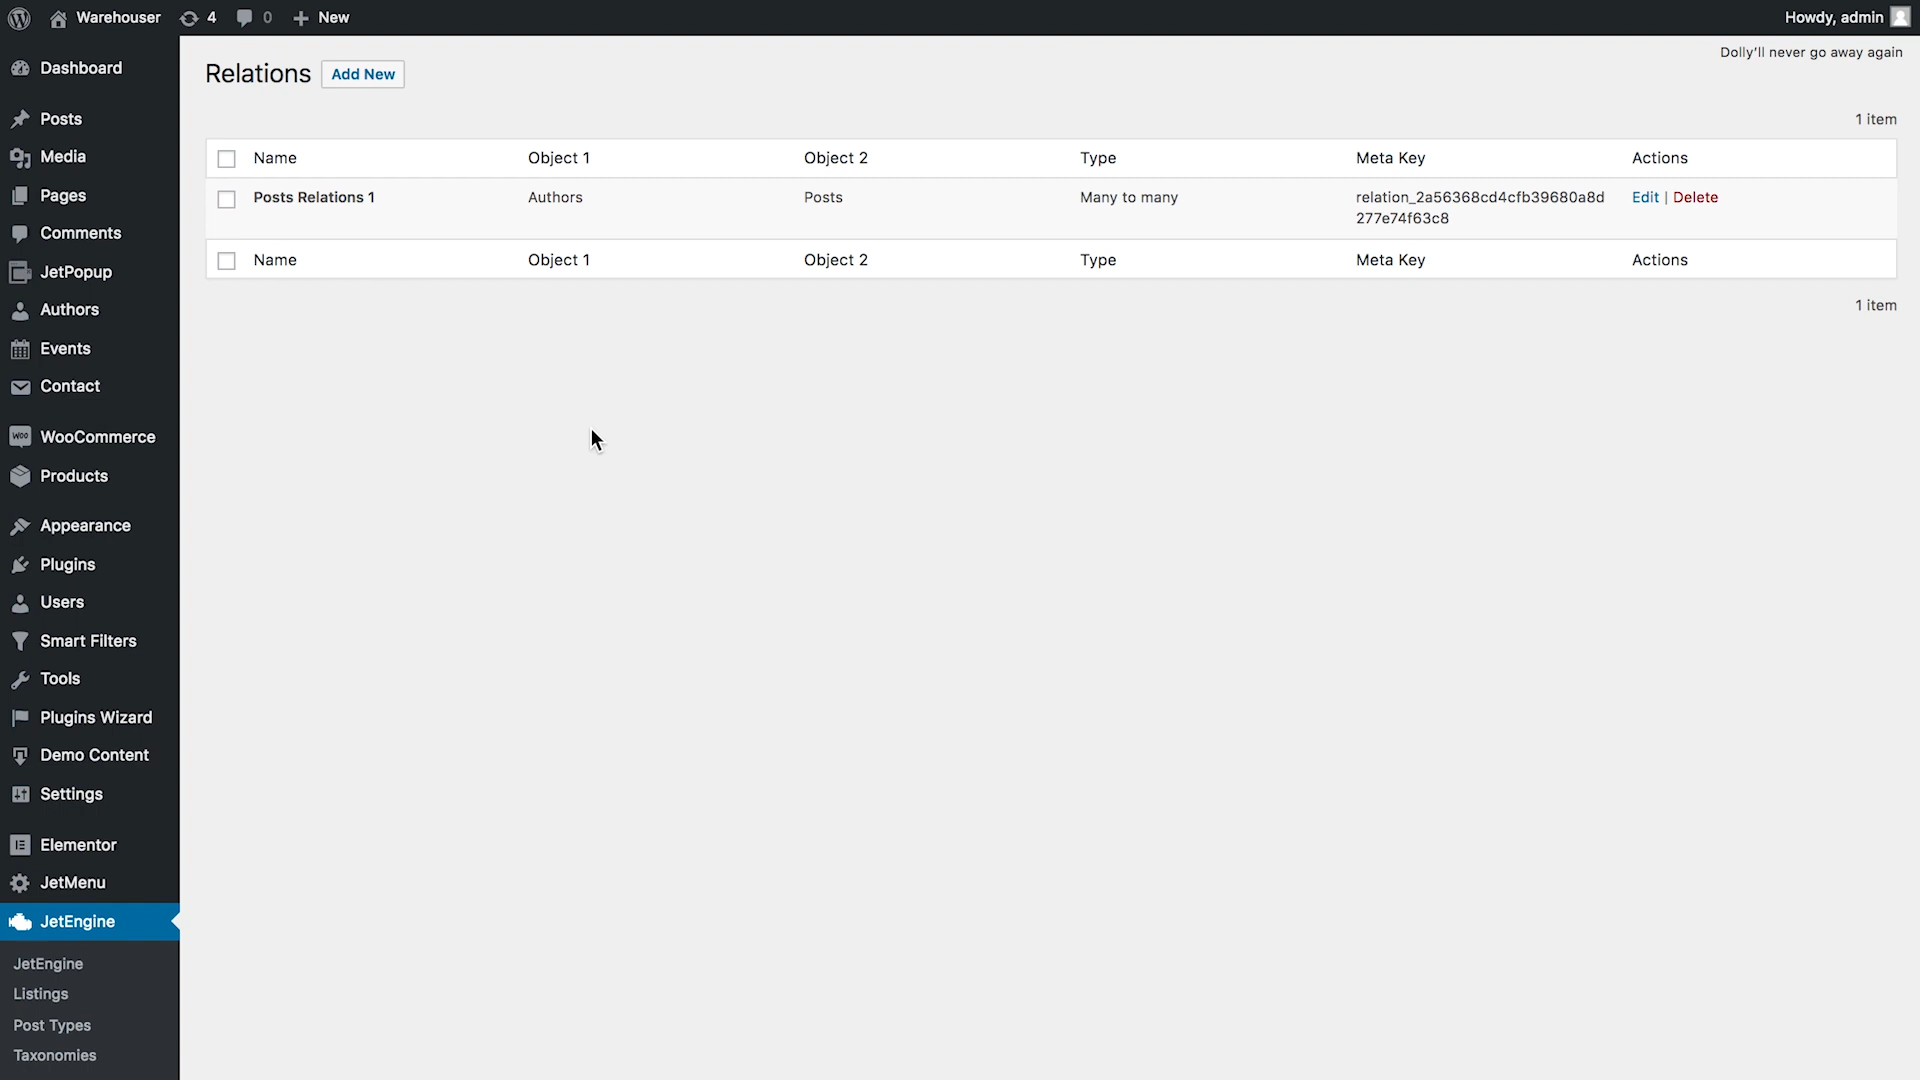 Warehouser 4 0 New Howdy, admin
Dolly'll never go away again
Relations Add New
1 item
Name Object 1 Object 2 Type Meta Key Actions
Posts Relations 1 Authors Posts Many to many relation_2a56368cd4cfb39680a8d Edit | Delete
277e74f63c8
Name Object 1 Object 2 Type Meta Key Actions
1 item
Dashboard
Posts
Media
Pages
Comments
JetPopup
Authors
Events
Contact
Woo WooCommerce
Products
Appearance
Plugins
Users
Smart Filters
Tools
Plugins Wizard
Demo Content
Settings
Elementor
JetMenu
JetEngine
JetEngine
Listings
Post Types
Taxonomies